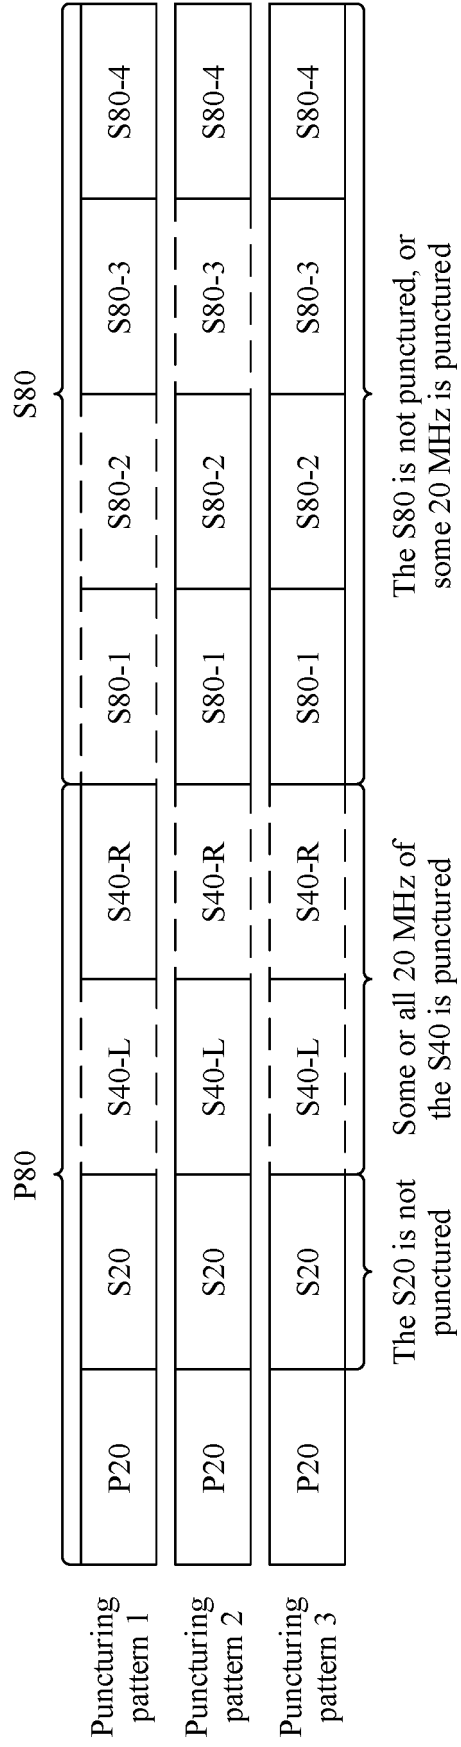 P80
S80
Puncturing
pattern 1
P20
S20
S40-L
S40-R
S80-1
S80-2
S80-3
S80-4
Puncturing
pattern 2
P20
S20
S40-L
S40-R
S80-1
S80-2
S80-3
S80-4
Puncturing
pattern 3
P20
S20
S40-L
S40-R
S80-1
S80-2
S80-3
S80-4
The S20 is not
punctured
Some or all 20 MHz of
the S40 is punctured
The S80 is not punctured, or
some 20 MHz is punctured